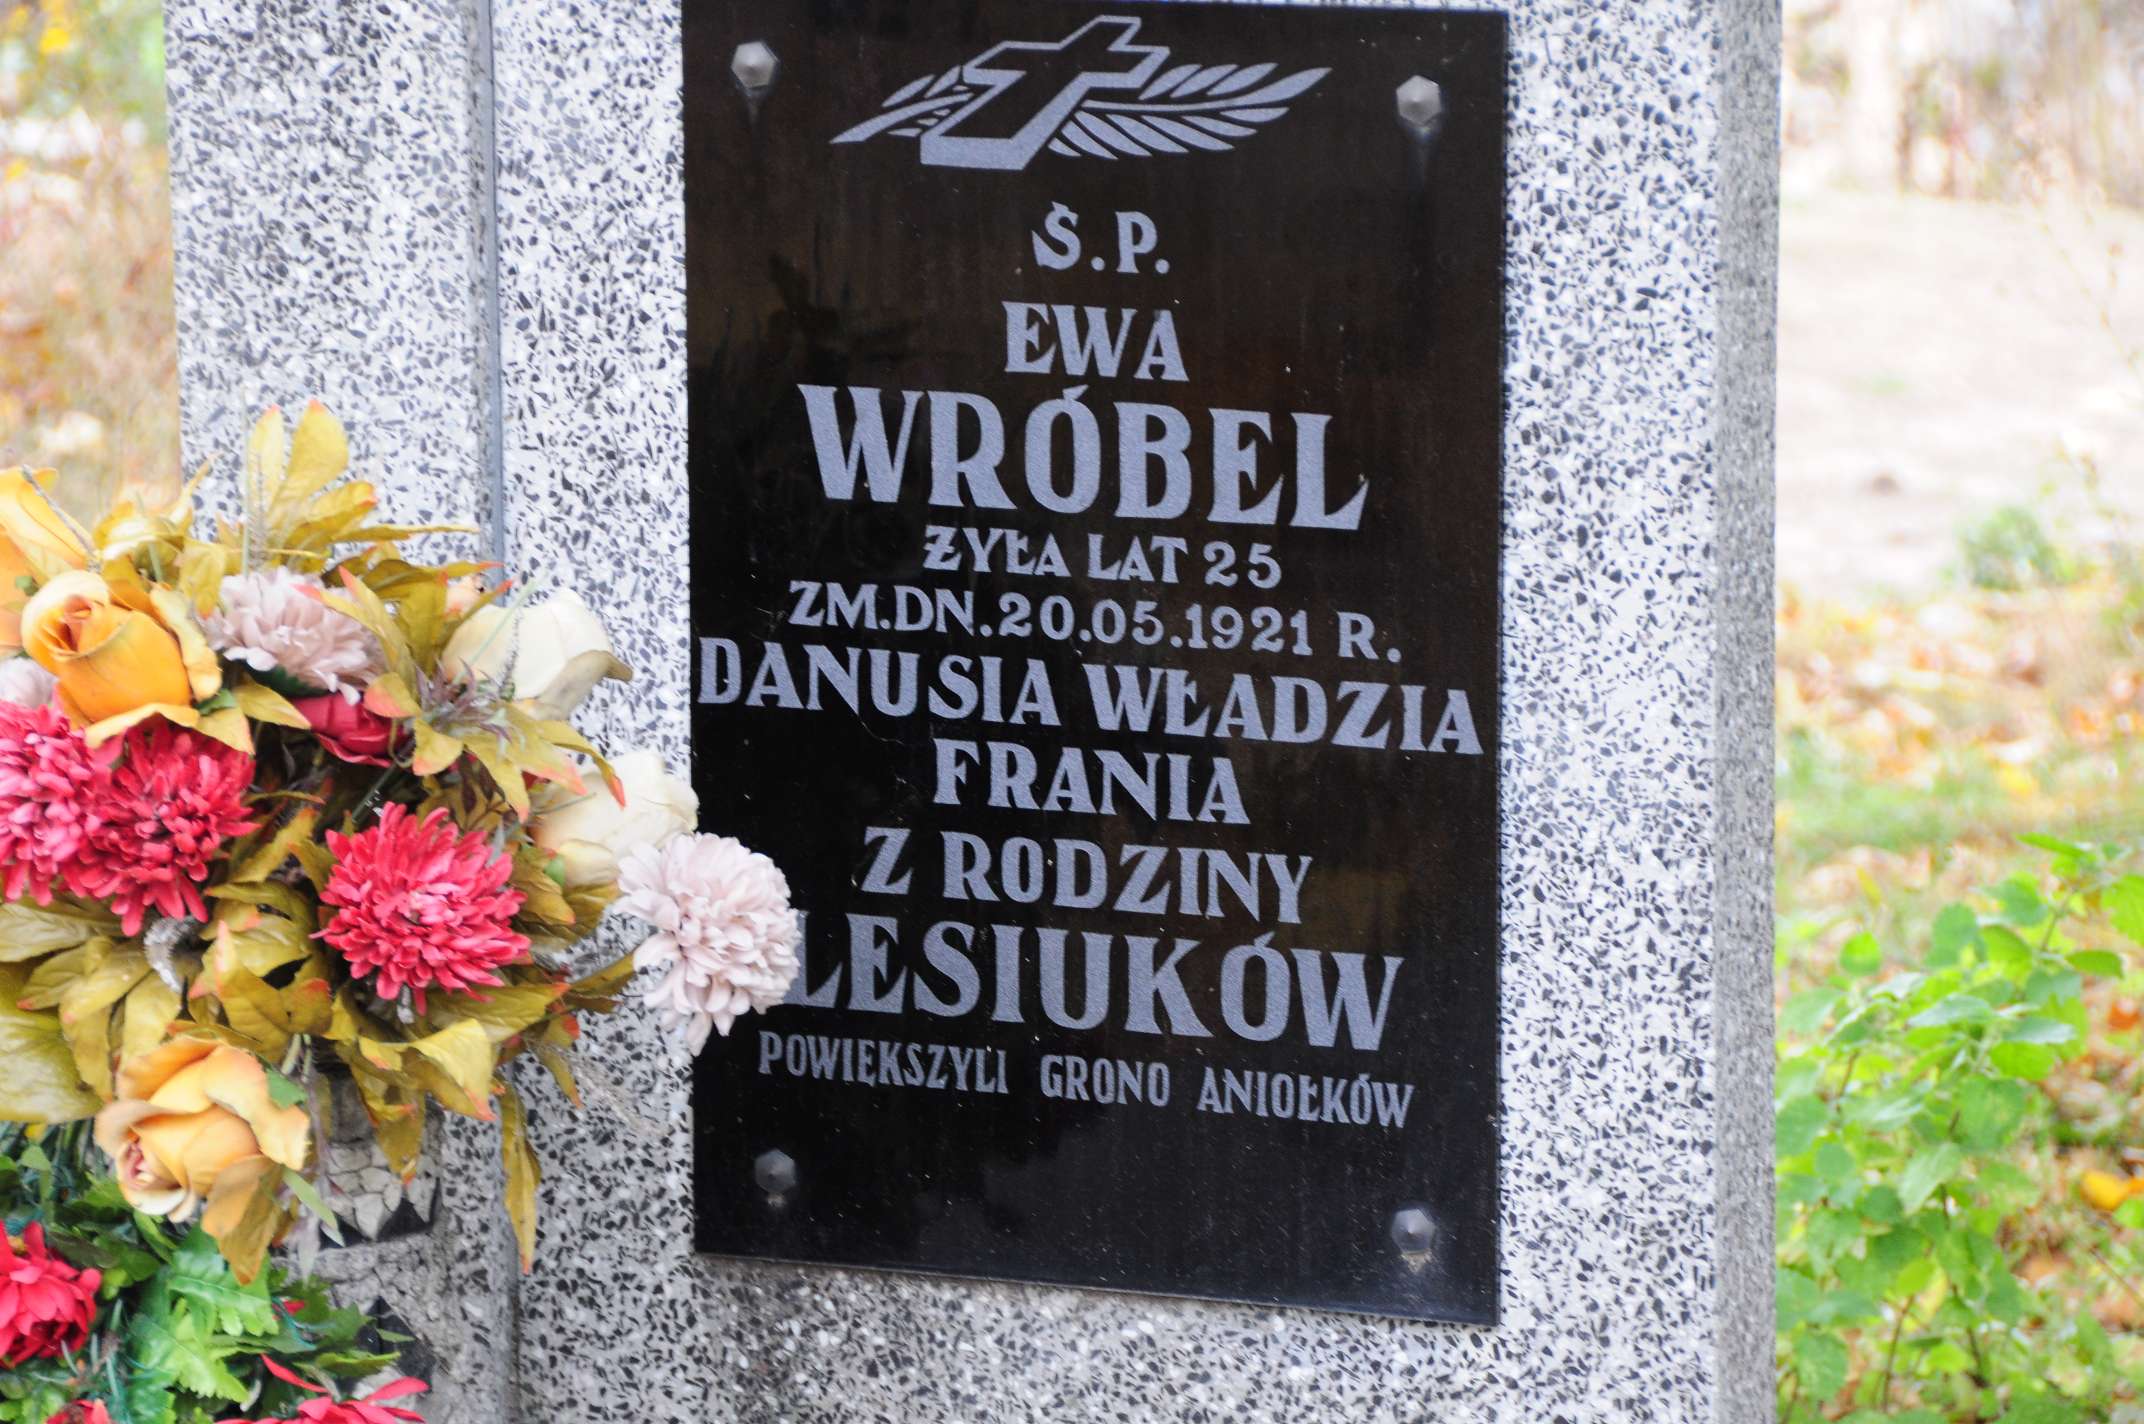 Ś.P.
EWA
WRÓBEL
ŻYŁA LAT 25
ZM.DN.20.05.1921 R.
DANUSIA WŁADZIA
FRANIA
Z RODZINY
LESIUKÓW
POWIĘKSZYLI GRONO ANIOŁKÓW